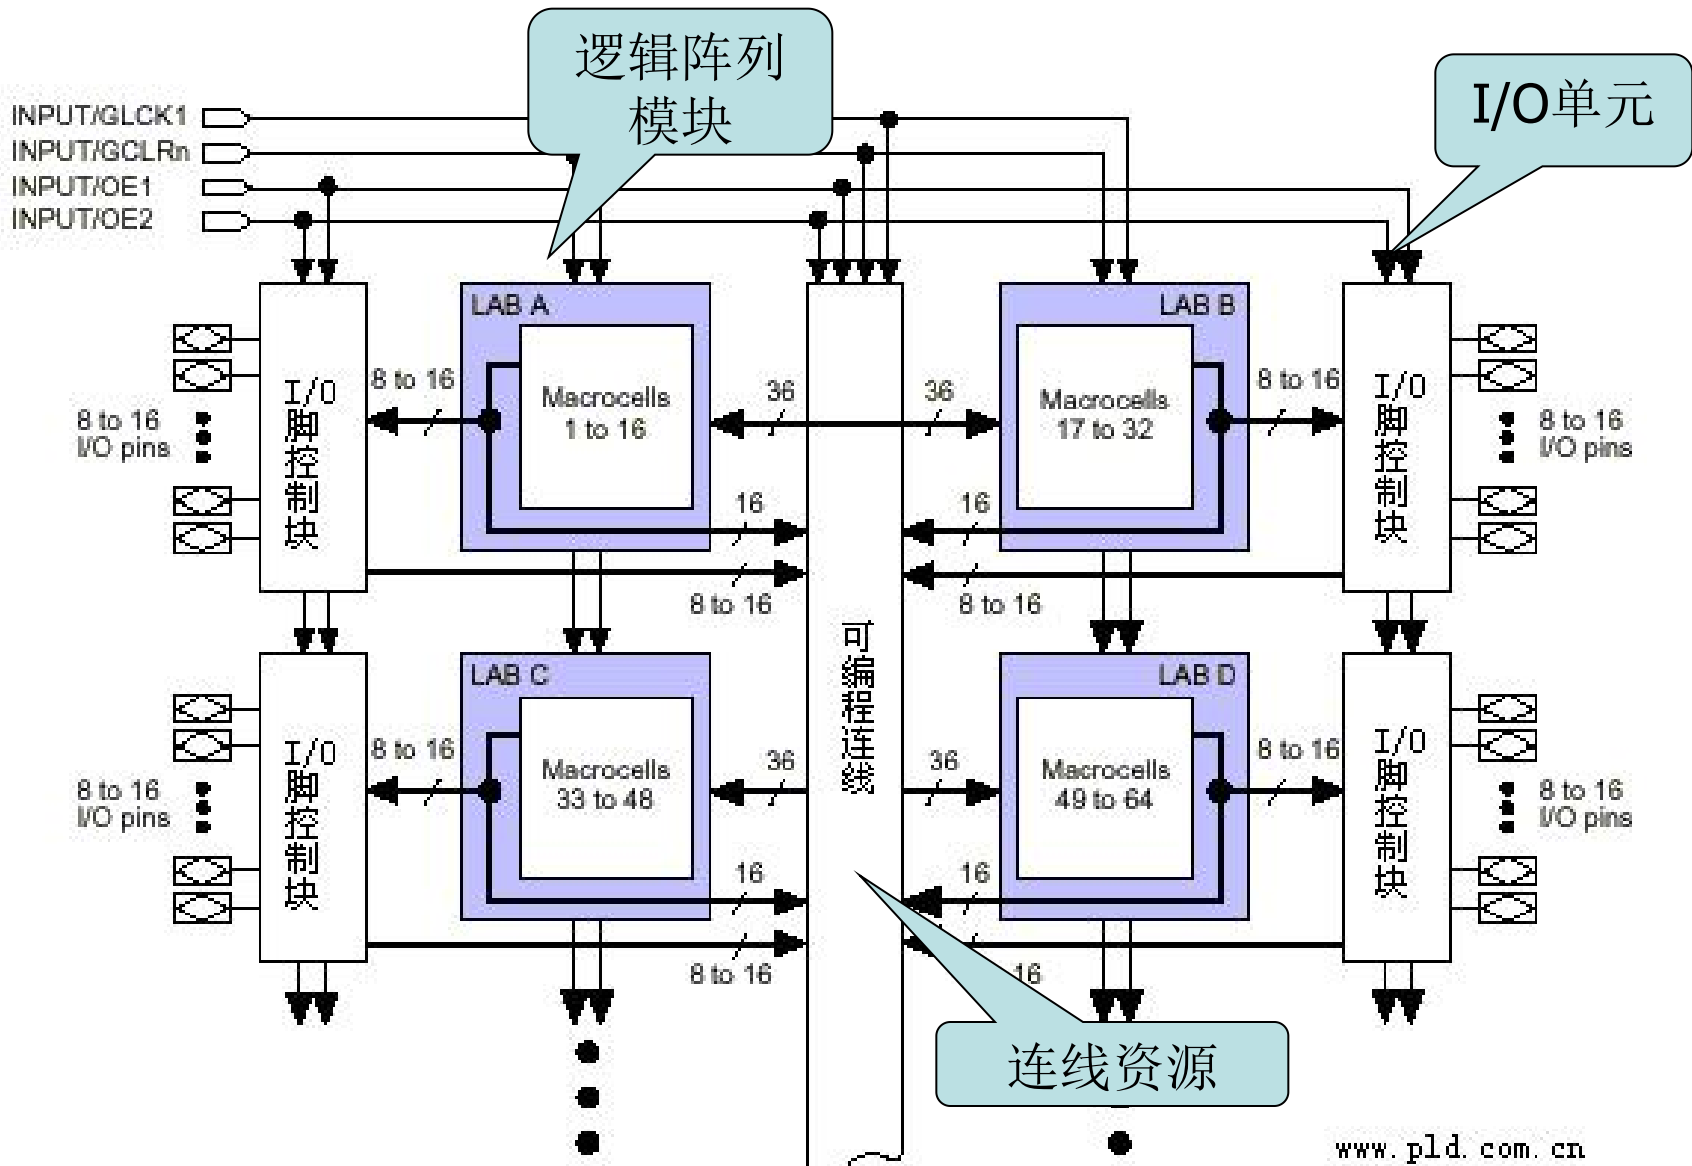 逻辑阵列
模块
I/O单元
INPUT/GLCK1
INPUT/GCLRn
INPUT/OE1
INPUT/OE2
LAB A
LAB B
8 to 16
I/O pins
I/O脚控制块
8 to 16
Macrocells
1 to 16
36
36
Macrocells
17 to 32
8 to 16
I/O脚控制块
8 to 16
I/O pins
16
16
8 to 16
8 to 16
可编程连线
LAB C
LAB D
8 to 16
I/O pins
I/O脚控制块
8 to 16
Macrocells
33 to 48
36
36
Macrocells
49 to 64
8 to 16
I/O脚控制块
8 to 16
I/O pins
16
16
8 to 16
16
连线资源
www.pld.com.cn